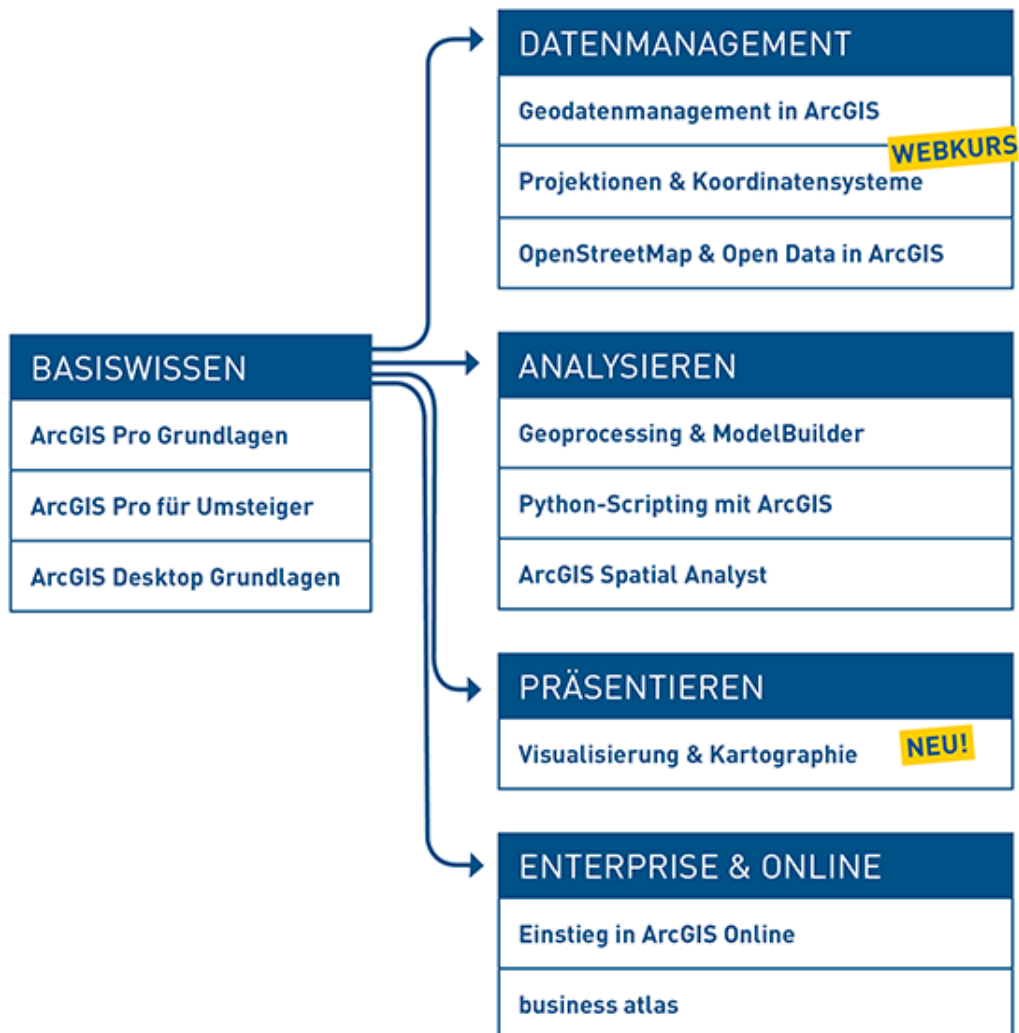 BASISWISSEN
ArcGIS Pro Grundlagen
ArcGIS Pro für Umsteiger
ArcGIS Desktop Grundlagen
DATENMANAGEMENT
Geodatenmanagement in ArcGIS
WEBKURS
Projektionen & Koordinatensysteme
OpenStreetMap & Open Data in ArcGIS
ANALYSIEREN
Geoprocessing & ModelBuilder
Python-Scripting mit ArcGIS
ArcGIS Spatial Analyst
PRÄSENTIEREN
Visualisierung & Kartographie
NEU!
ENTERPRISE & ONLINE
Einstieg in ArcGIS Online
business atlas